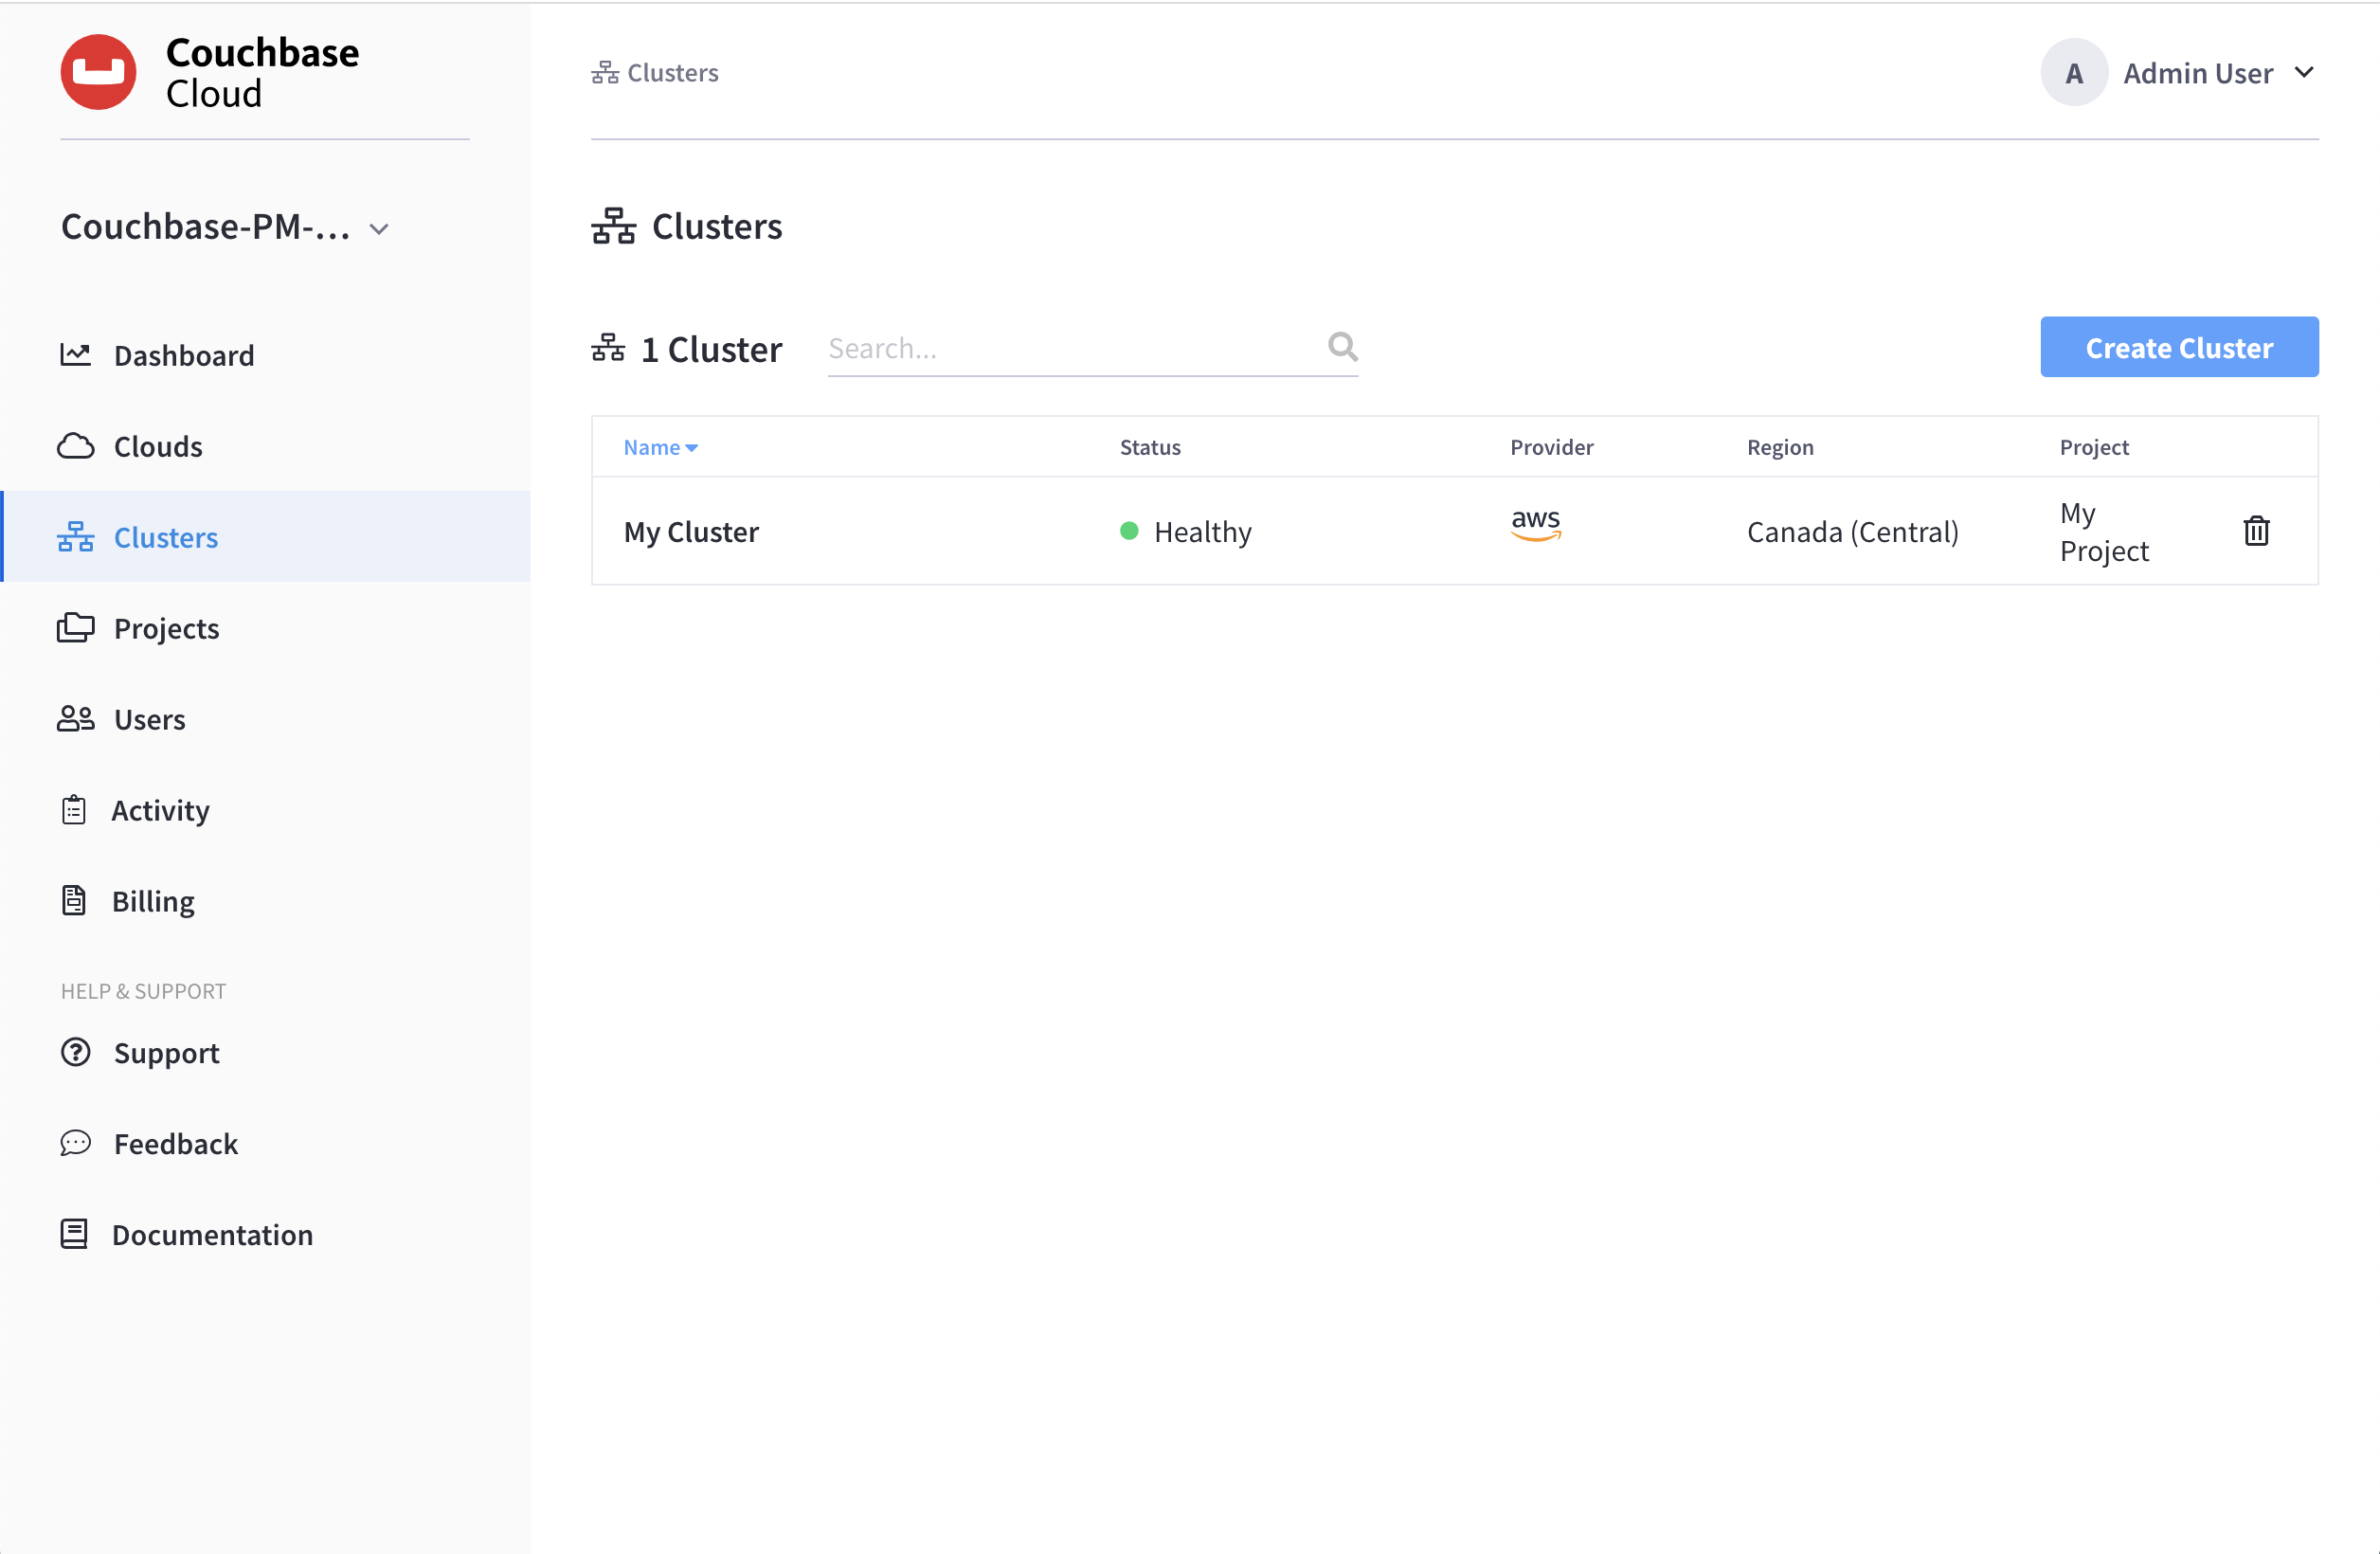 Couchbase
Cloud
Clusters
A
Admin User
Couchbase-PM-...
Clusters
1 Cluster
Search...
Create Cluster
Dashboard
Clouds
Clusters
Projects
Users
Activity
Billing
HELP & SUPPORT
Support
Feedback
Documentation
Name Status Provider Region Project
My Cluster Healthy aws Canada (Central) My
Project